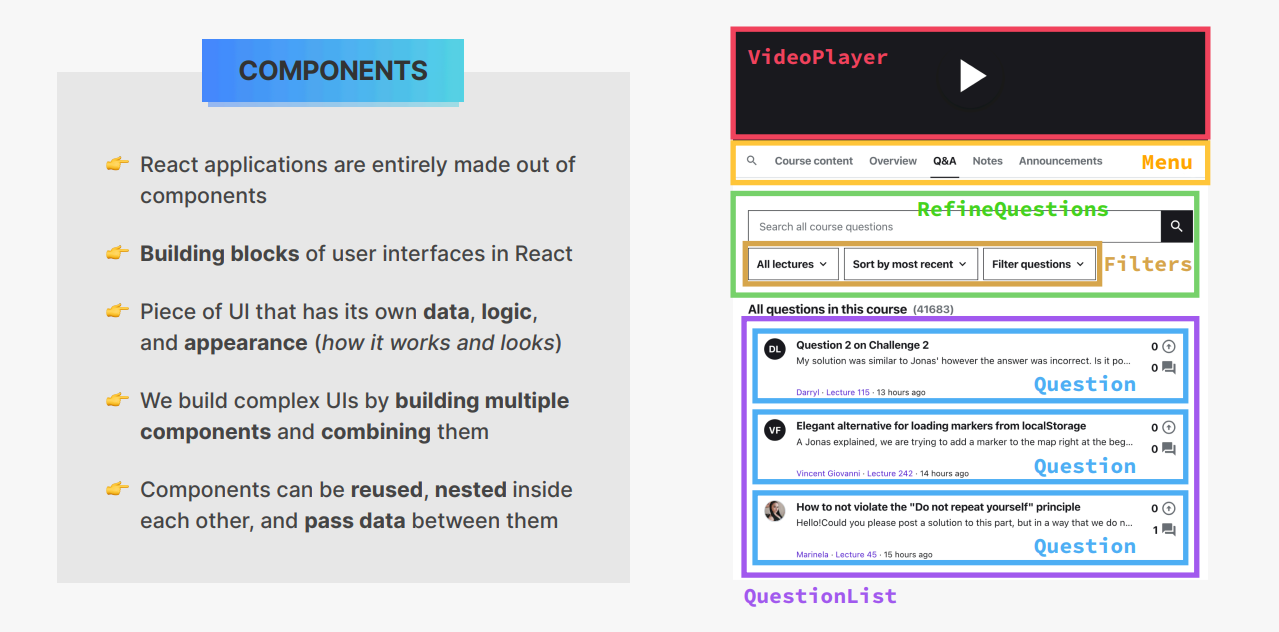 COMPONENTS
👉 React applications are entirely made out of
components
👉 Building blocks of user interfaces in React
👉 Piece of UI that has its own data, logic,
and appearance (how it works and looks)
👉 We build complex UIs by building multiple
components and combining them
👉 Components can be reused, nested inside
each other, and pass data between them
VideoPlayer
Course content Overview Q&A Notes Announcements Menu
RefineQuestions
Search all course questions
All lectures Sort by most recent Filter questions Filters
All questions in this course (41683)
DL Question 2 on Challenge 2 0
My solution was similar to Jonas' however the answer was incorrect. Is it po... 0
Question
Darryl · Lecture 115 · 13 hours ago
VF Elegant alternative for loading markers from localStorage 0
A Jonas explained, we are trying to add a marker to the map right at the beg... 0
Question
Vincent Giovanni · Lecture 242 · 14 hours ago
How to not violate the "Do not repeat yourself" principle 0
Hello!Could you please post a solution to this part, but in a way that we do n... 1
Question
Marinela · Lecture 45 · 15 hours ago
QuestionList